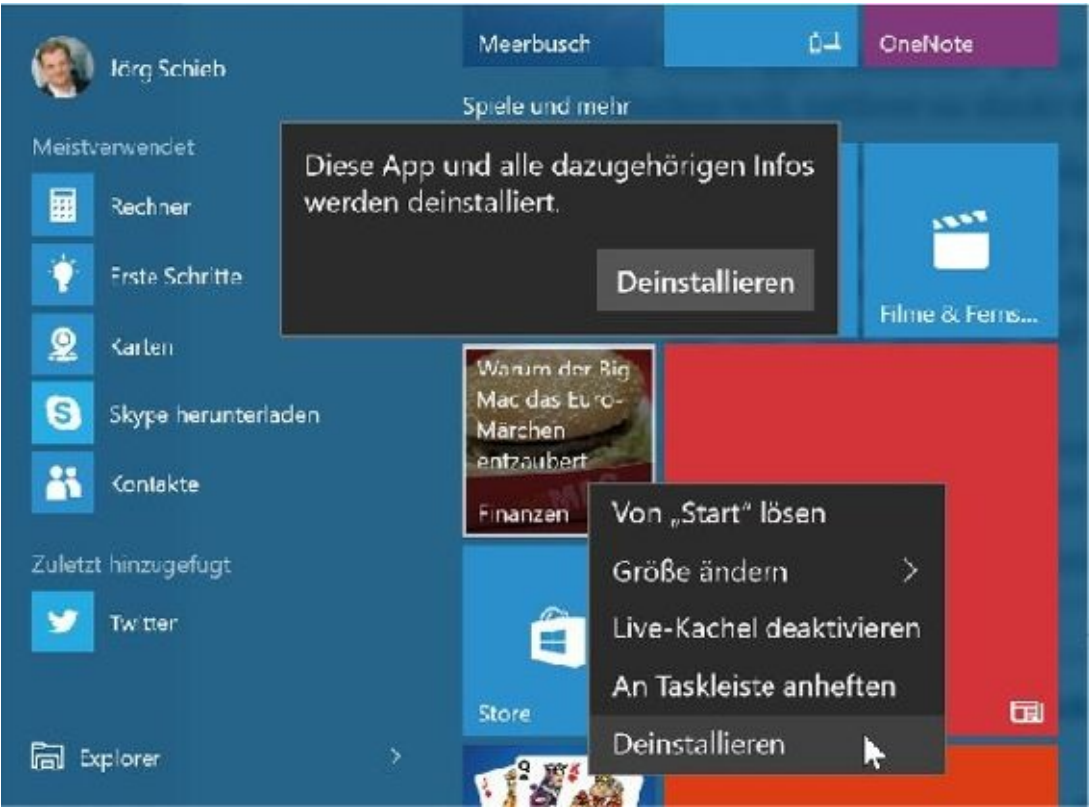 Jörg Schieb
Meistverwendet
Rechner
Erste Schritte
Karten
Skype herunterladen
Kontakte
Zuletzt hinzugefügt
Twitter
Explorer
Meerbusch
OneNote
Spiele und mehr
Diese App und alle dazugehörigen Infos
werden deinstalliert.
Deinstallieren
Filme & Ferns...
Warum der Big
Mac das Euro-
Märchen
entzaubert
Finanzen
Store
Von „Start“ lösen
Größe ändern
Live-Kachel deaktivieren
An Taskleiste anheften
Deinstallieren